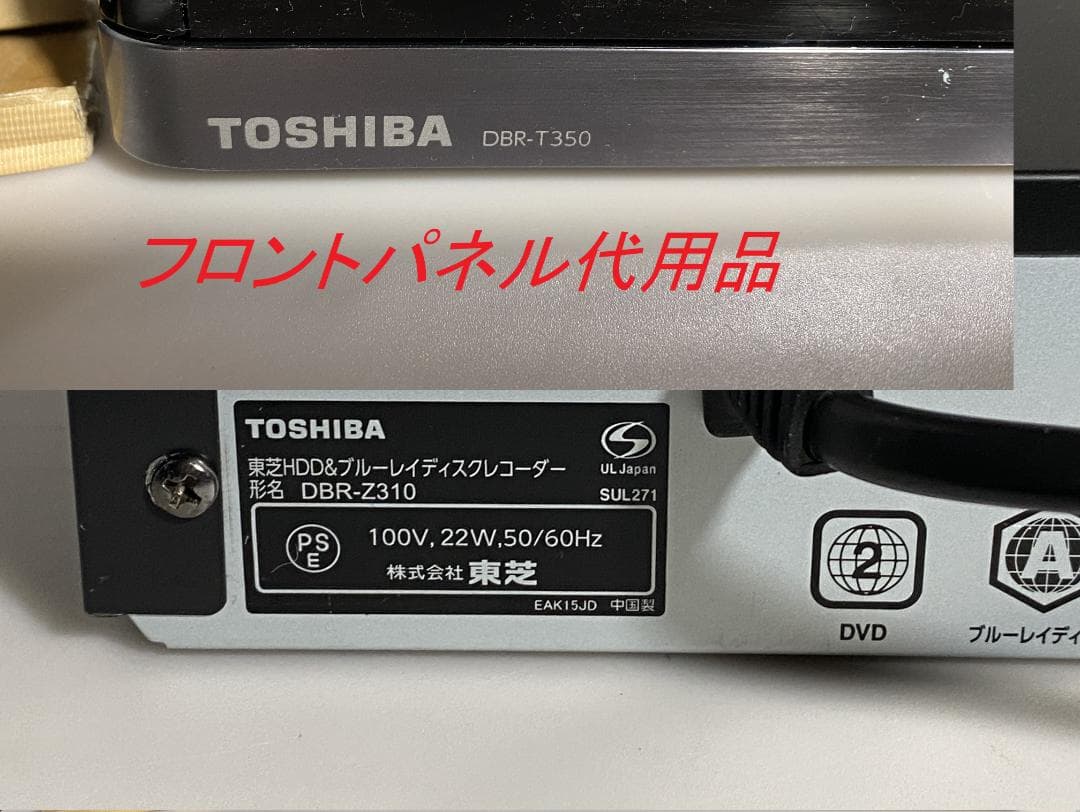 TOSHIBA DBR-T350
フロントパネル代用品
TOSHIBA
UL Japan
東芝HDD&ブルーレイディスクレコーダー
形名 DBR-Z310
SUL271
PS
E
100V, 22W, 50/60Hz
株式会社 東芝
EAK15JD 中国製
2
A
DVD
ブルーレイディ